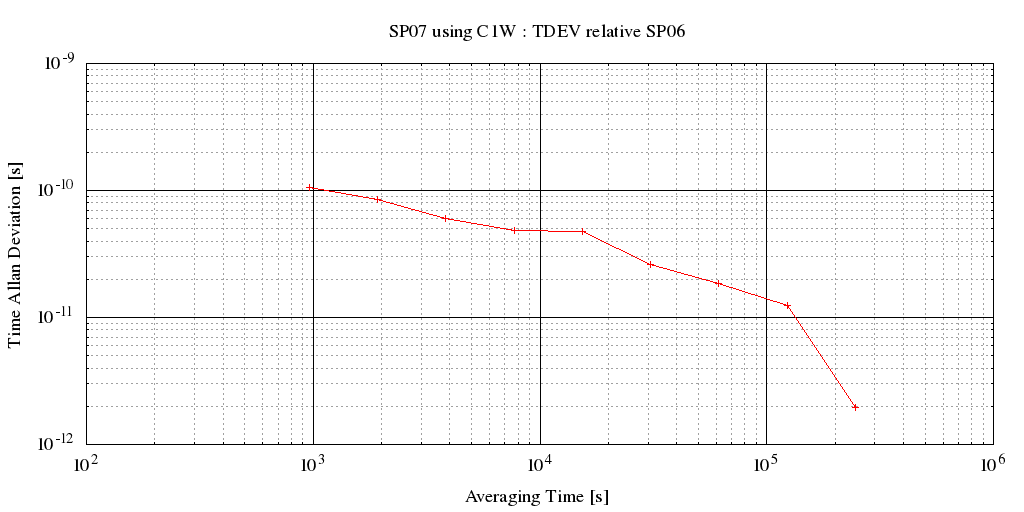 SP07 using C1W : TDEV relative SP06
10^-9
10^-10
10^-11
10^-12
Time Allan Deviation [s]
10^2 10^3 10^4 10^5 10^6
Averaging Time [s]